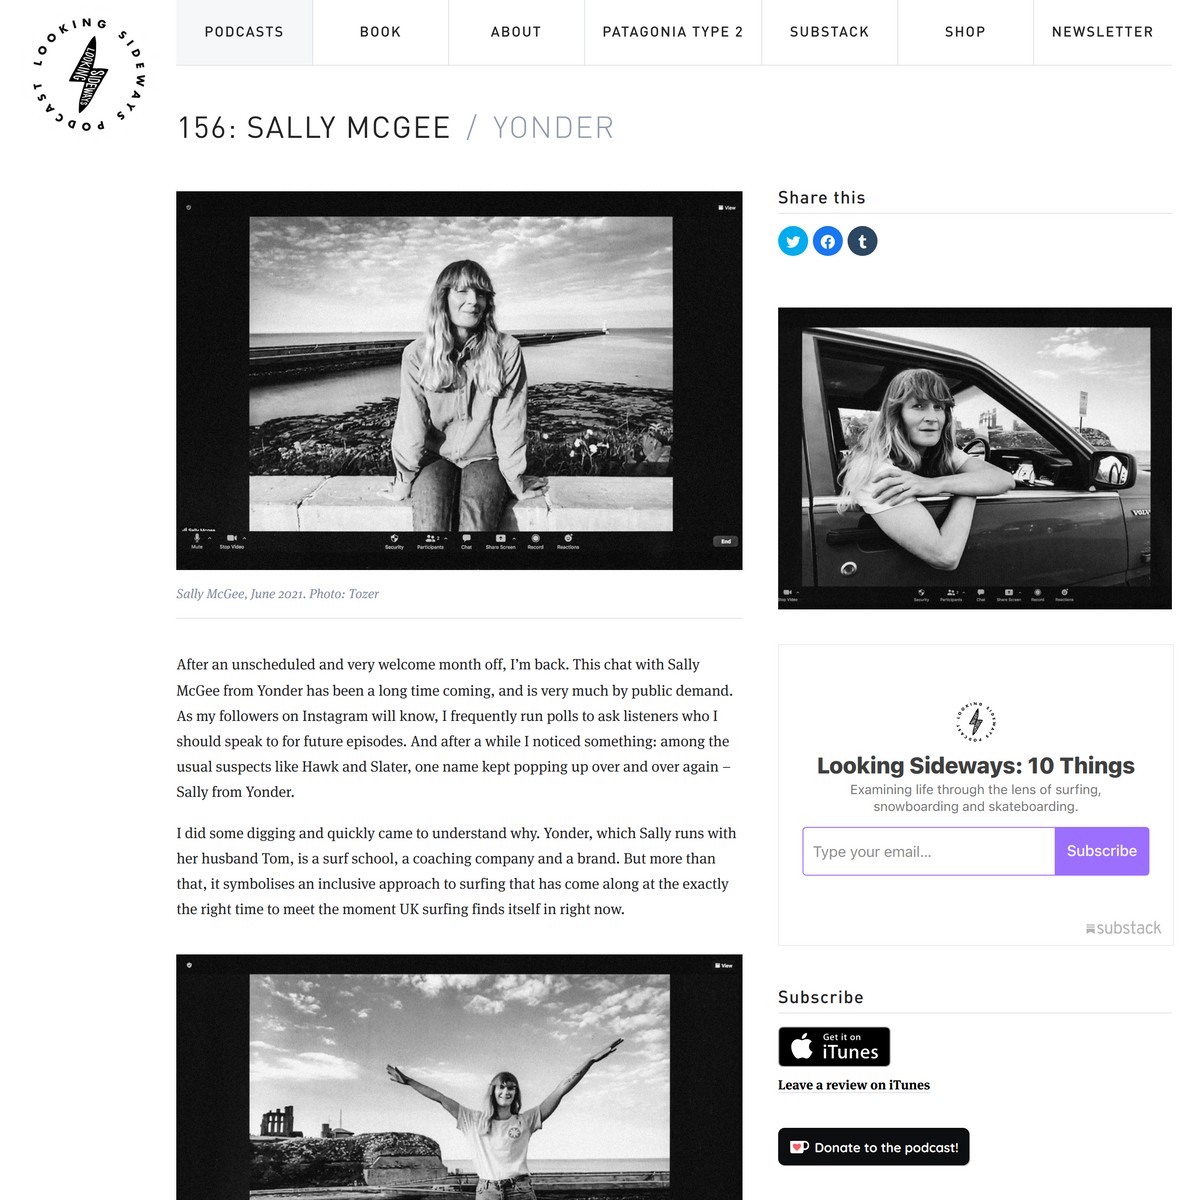 LOOKING SIDEWAYS PODCAST
LOOKING
SIDEWAYS
PODCASTS
BOOK
ABOUT
PATAGONIA TYPE 2
SUBSTACK
SHOP
NEWSLETTER
156: SALLY MCGEE / YONDER
View
Mute
Stop Video
Security
Participants
Chat
Share Screen
Record
Reactions
End
Sally McGee, June 2021. Photo: Tozer
After an unscheduled and very welcome month off, I’m back. This chat with Sally
McGee from Yonder has been a long time coming, and is very much by public demand.
As my followers on Instagram will know, I frequently run polls to ask listeners who I
should speak to for future episodes. And after a while I noticed something: among the
usual suspects like Hawk and Slater, one name kept popping up over and over again –
Sally from Yonder.
I did some digging and quickly came to understand why. Yonder, which Sally runs with
her husband Tom, is a surf school, a coaching company and a brand. But more than
that, it symbolises an inclusive approach to surfing that has come along at the exactly
the right time to meet the moment UK surfing finds itself in right now.
View
Share this
VOLVO
Stop Video
Security
Participants
Chat
Share Screen
Record
Reactions
LOOKING SIDEWAYS PODCAST
Looking Sideways: 10 Things
Examining life through the lens of surfing,
snowboarding and skateboarding.
Type your email...
Subscribe
substack
Subscribe
Get it on
iTunes
Leave a review on iTunes
Donate to the podcast!